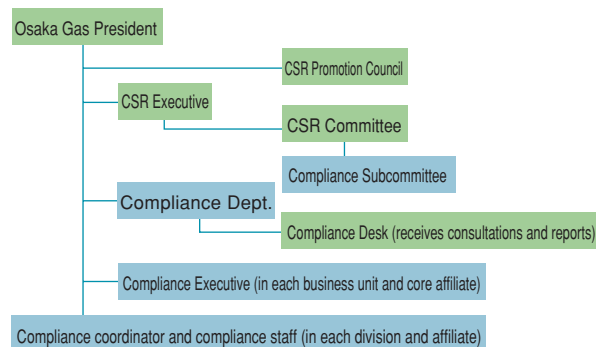 Osaka Gas President
CSR Promotion Council
CSR Executive
CSR Committee
Compliance Subcommittee
Compliance Dept.
Compliance Desk (receives consultations and reports)
Compliance Executive (in each business unit and core affiliate)
Compliance coordinator and compliance staff (in each division and affiliate)